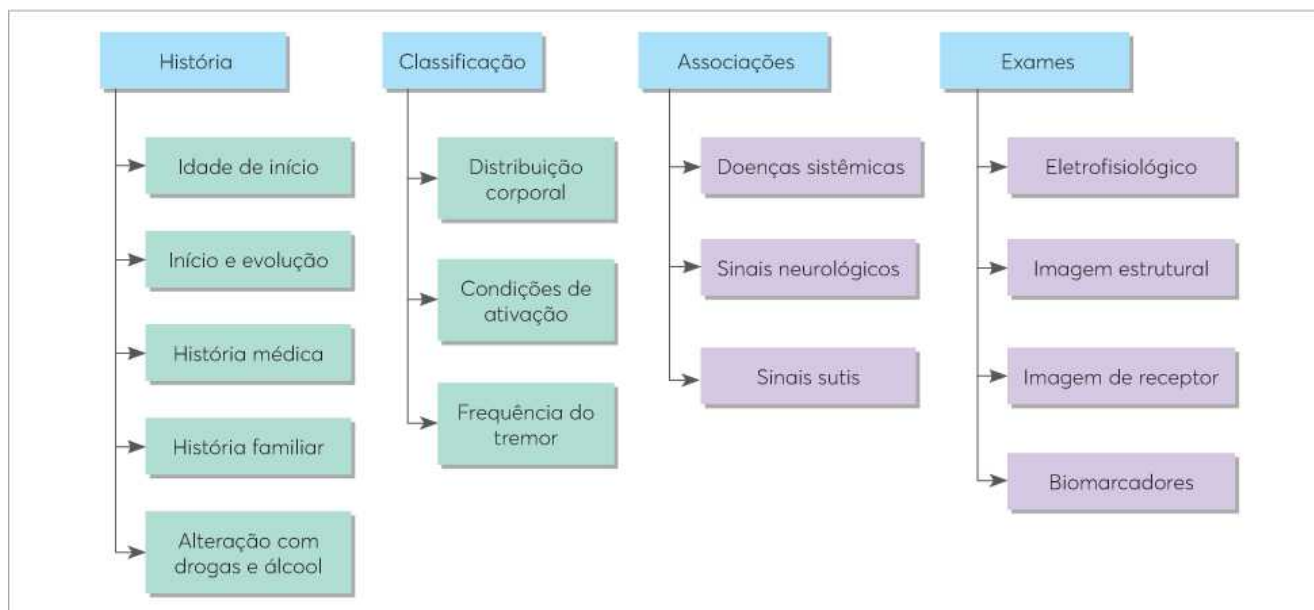 História
Idade de início
Início e evolução
História médica
História familiar
Alteração com
drogas e álcool
Classificação
Distribuição
corporal
Condições de
ativação
Frequência do
tremor
Associações
Doenças sistêmicas
Sinais neurológicos
Sinais sutis
Exames
Eletrofisiológico
Imagem estrutural
Imagem de receptor
Biomarcadores